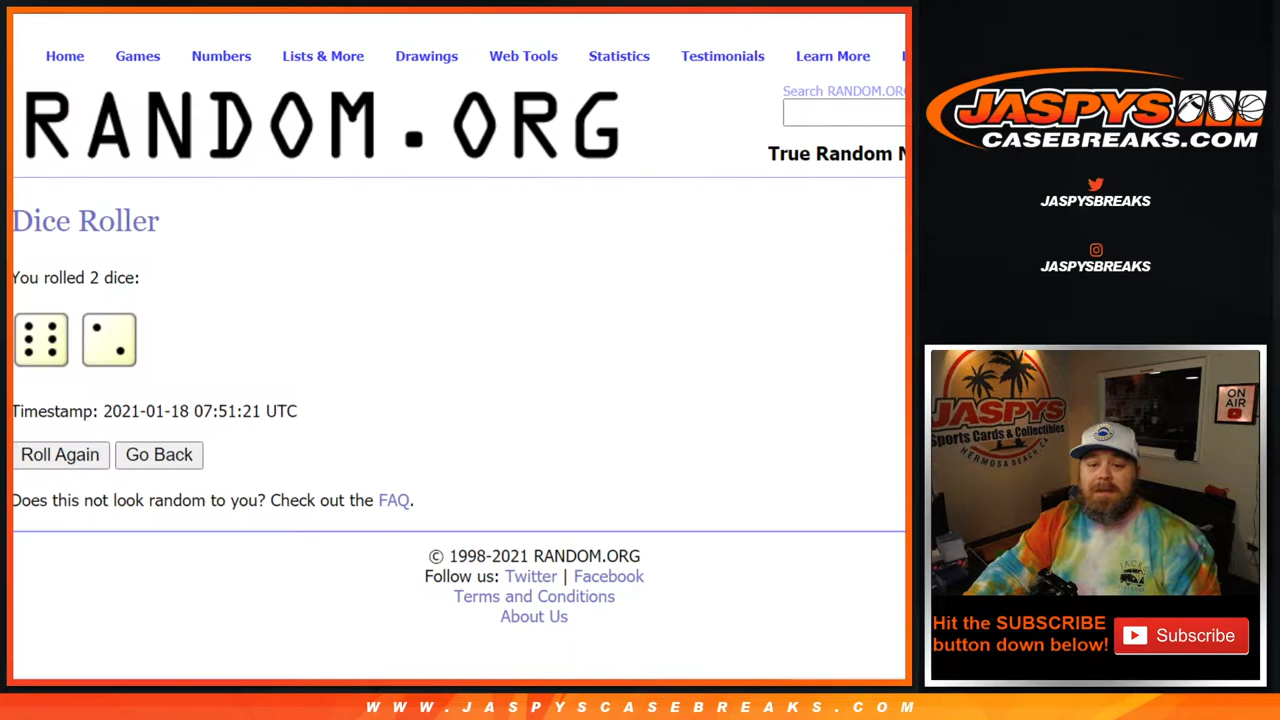 Home Games Numbers Lists & More Drawings Web Tools Statistics Testimonials Learn More
RANDOM.ORG
Search RANDOM.ORG
True Random N
Dice Roller
You rolled 2 dice:
Timestamp: 2021-01-18 07:51:21 UTC
Roll Again Go Back
Does this not look random to you? Check out the FAQ.
© 1998-2021 RANDOM.ORG
Follow us: Twitter | Facebook
Terms and Conditions
About Us
JASPYS
CASEBREAKS.COM
JASPYSBREAKS
JASPYSBREAKS
JASPYS
Sports Cards & Collectibles
HERMOSA BEACH, CA
ON
AIR
JACK'S
Hit the SUBSCRIBE
button down below!
Subscribe
WWW.JASPYSCASEBREAKS.COM